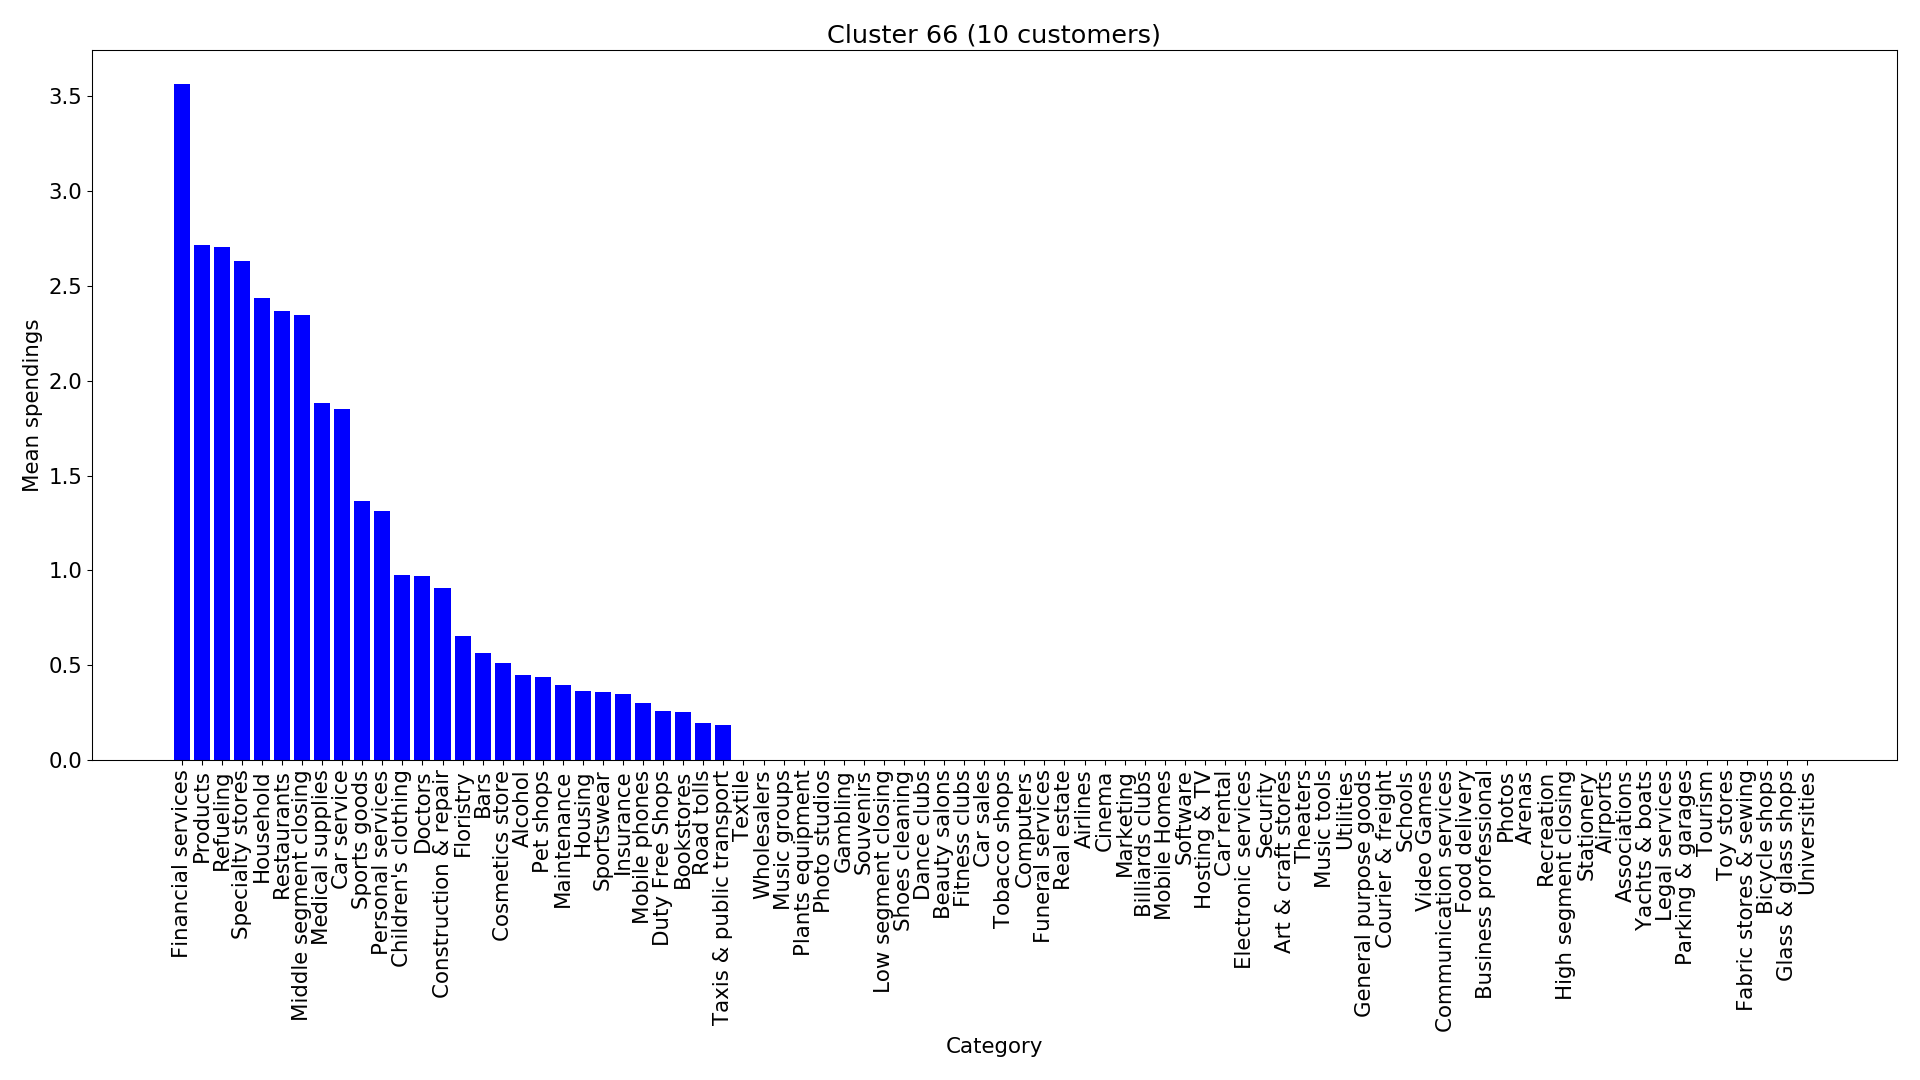 Cluster 66 (10 customers)
Mean spendings
3.5
3.0
2.5
2.0
1.5
1.0
0.5
0.0
Financial services
Products
Refueling
Specialty stores
Household
Restaurants
Middle segment closing
Medical supplies
Car service
Sports goods
Personal services
Children's clothing
Doctors
Construction & repair
Floristry
Bars
Cosmetics store
Alcohol
Pet shops
Maintenance
Housing
Sportswear
Insurance
Mobile phones
Duty Free Shops
Bookstores
Road tolls
Taxis & public transport
Textile
Wholesalers
Music groups
Plants equipment
Photo studios
Gambling
Souvenirs
Low segment closing
Shoes cleaning
Dance clubs
Beauty salons
Fitness clubs
Car sales
Tobacco shops
Computers
Funeral services
Real estate
Airlines
Cinema
Marketing
Billiards clubs
Mobile Homes
Software
Hosting & TV
Car rental
Electronic services
Security
Art & craft stores
Theaters
Music tools
Utilities
General purpose goods
Courier & freight
Schools
Video Games
Communication services
Food delivery
Business professional
Photos
Arenas
Recreation
High segment closing
Stationery
Airports
Associations
Yachts & boats
Legal services
Parking & garages
Tourism
Toy stores
Fabric stores & sewing
Bicycle shops
Glass & glass shops
Universities
Category